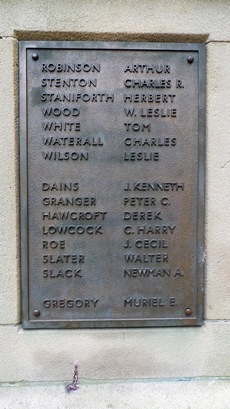 ROBINSON ARTHUR
STENTON CHARLES R.
STANIFORTH HERBERT
WOOD W. LESLIE
WHITE TOM
WATERALL CHARLES
WILSON LESLIE
DAINS J. KENNETH
GRANGER PETER C.
HAWCROFT DEREK
LOWCOCK C. HARRY
ROE J. CECIL
SLATER WALTER
SLACK NEWMAN A.
GREGORY MURIEL E.